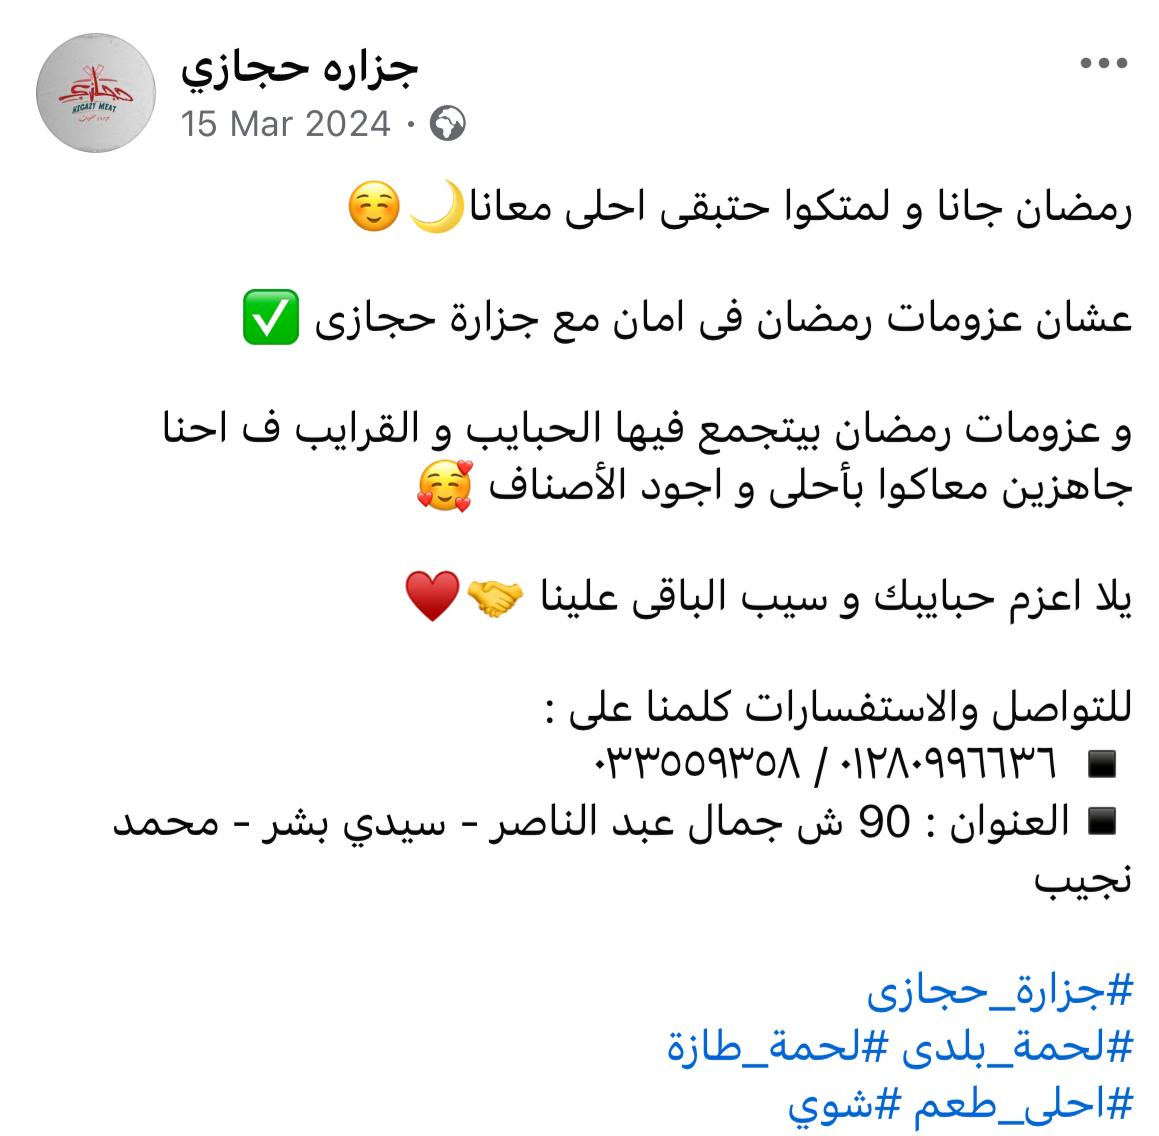 حجازي
HIGAZY MEAT
جزاره حجازي
15 Mar 2024 ·
رمضان جانا و لمتكوا حتبقى احلى معانا🌙☺️
عشان عزومات رمضان فى امان مع جزارة حجازى ✅
و عزومات رمضان بيتجمع فيها الحبايب و القرايب ف احنا
جاهزين معاكوا بأحلى و اجود الأصناف 🥰
يلا اعزم حبايبك و سيب الباقى علينا 🤝♥️
للتواصل والاستفسارات كلمنا على :
▪️ ٠١٢٨٠٩٩٦٦٣٦ / ٠٣٣٥٥٩٣٥٨
▪️ العنوان : 90 ش جمال عبد الناصر - سيدي بشر - محمد
نجيب
#جزارة_حجازى
#لحمة_بلدى #لحمة_طازة
#احلى_طعم #شوي